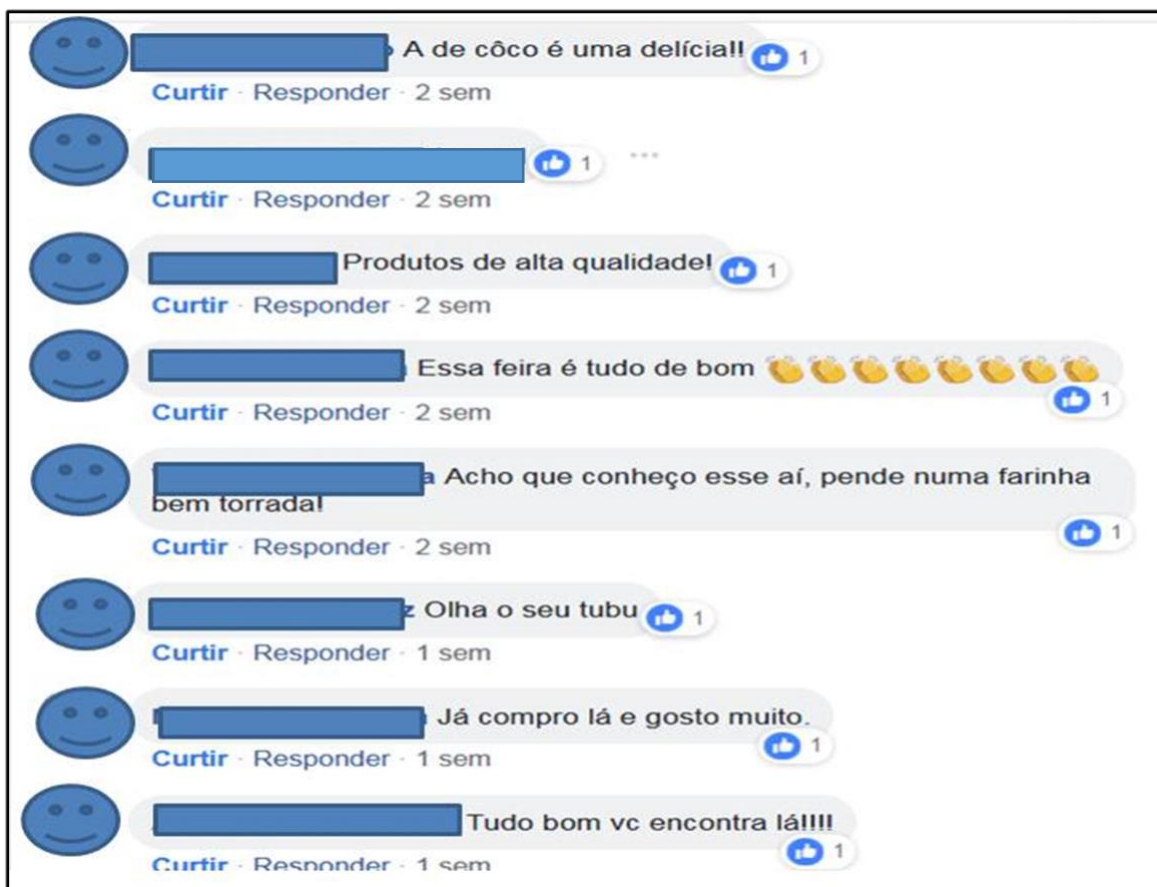 A de côco é uma delícia!! 1
Curtir · Responder · 2 sem
1 ...
Curtir · Responder · 2 sem
Produtos de alta qualidade! 1
Curtir · Responder · 2 sem
Essa feira é tudo de bom 👏👏👏👏👏👏👏👏
1
Curtir · Responder · 2 sem
a Acho que conheço esse aí, pende numa farinha
bem torrada!
1
Curtir · Responder · 2 sem
z Olha o seu tubu 1
Curtir · Responder · 1 sem
Já compro lá e gosto muito.
1
Curtir · Responder · 1 sem
Tudo bom vc encontra lá!!!!
1
Curtir · Responder · 1 sem